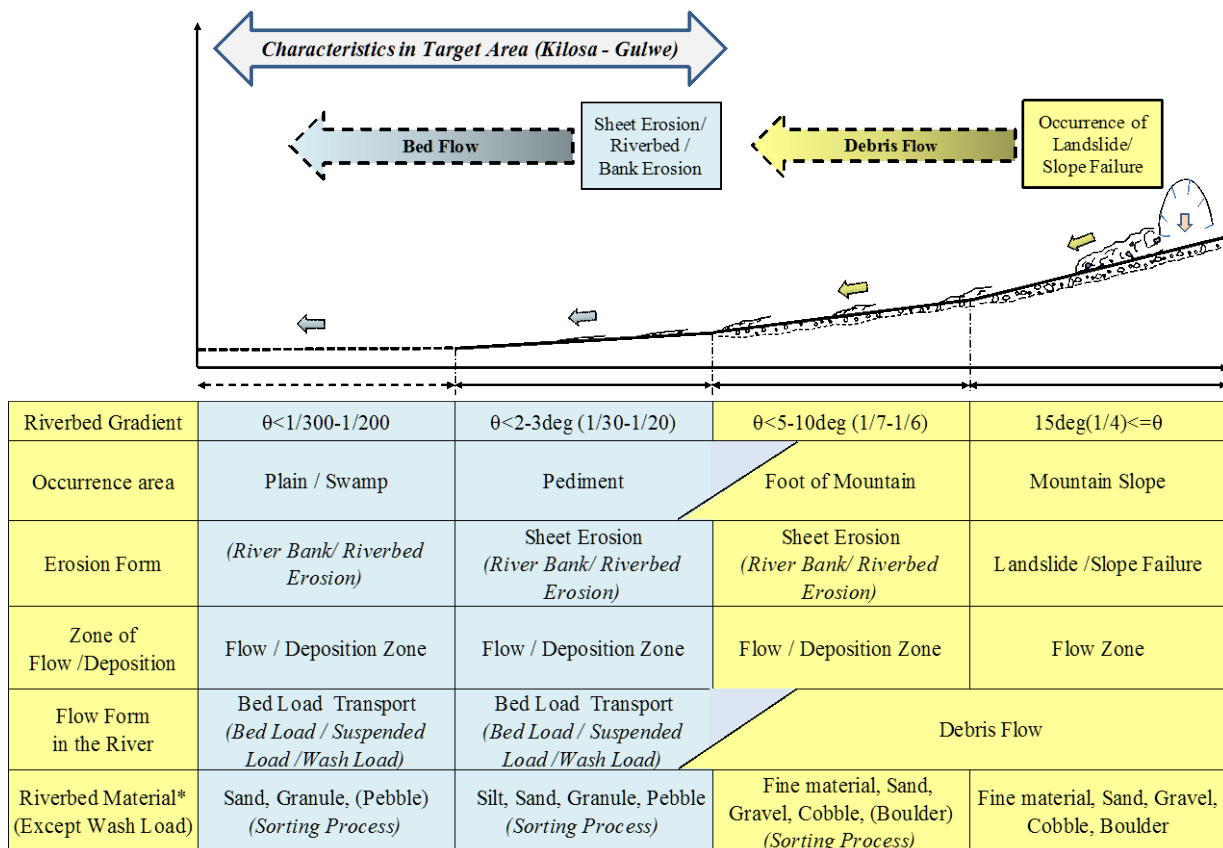 Characteristics in Target Area (Kilosa - Gulwe)
Bed Flow
Sheet Erosion/
Riverbed /
Bank Erosion
Debris Flow
Occurrence of
Landslide/
Slope Failure
Riverbed Gradient
θ<1/300-1/200
θ<2-3deg (1/30-1/20)
θ<5-10deg (1/7-1/6)
15deg(1/4)<=θ
Occurrence area
Plain / Swamp
Pediment
Foot of Mountain
Mountain Slope
Erosion Form
(River Bank/ Riverbed
Erosion)
Sheet Erosion
(River Bank/ Riverbed
Erosion)
Sheet Erosion
(River Bank/ Riverbed
Erosion)
Landslide /Slope Failure
Zone of
Flow /Deposition
Flow / Deposition Zone
Flow / Deposition Zone
Flow / Deposition Zone
Flow Zone
Flow Form
in the River
Bed Load Transport
(Bed Load / Suspended
Load /Wash Load)
Bed Load Transport
(Bed Load / Suspended
Load /Wash Load)
Debris Flow
Riverbed Material*
(Except Wash Load)
Sand, Granule, (Pebble)
(Sorting Process)
Silt, Sand, Granule, Pebble
(Sorting Process)
Fine material, Sand,
Gravel, Cobble, (Boulder)
(Sorting Process)
Fine material, Sand, Gravel,
Cobble, Boulder